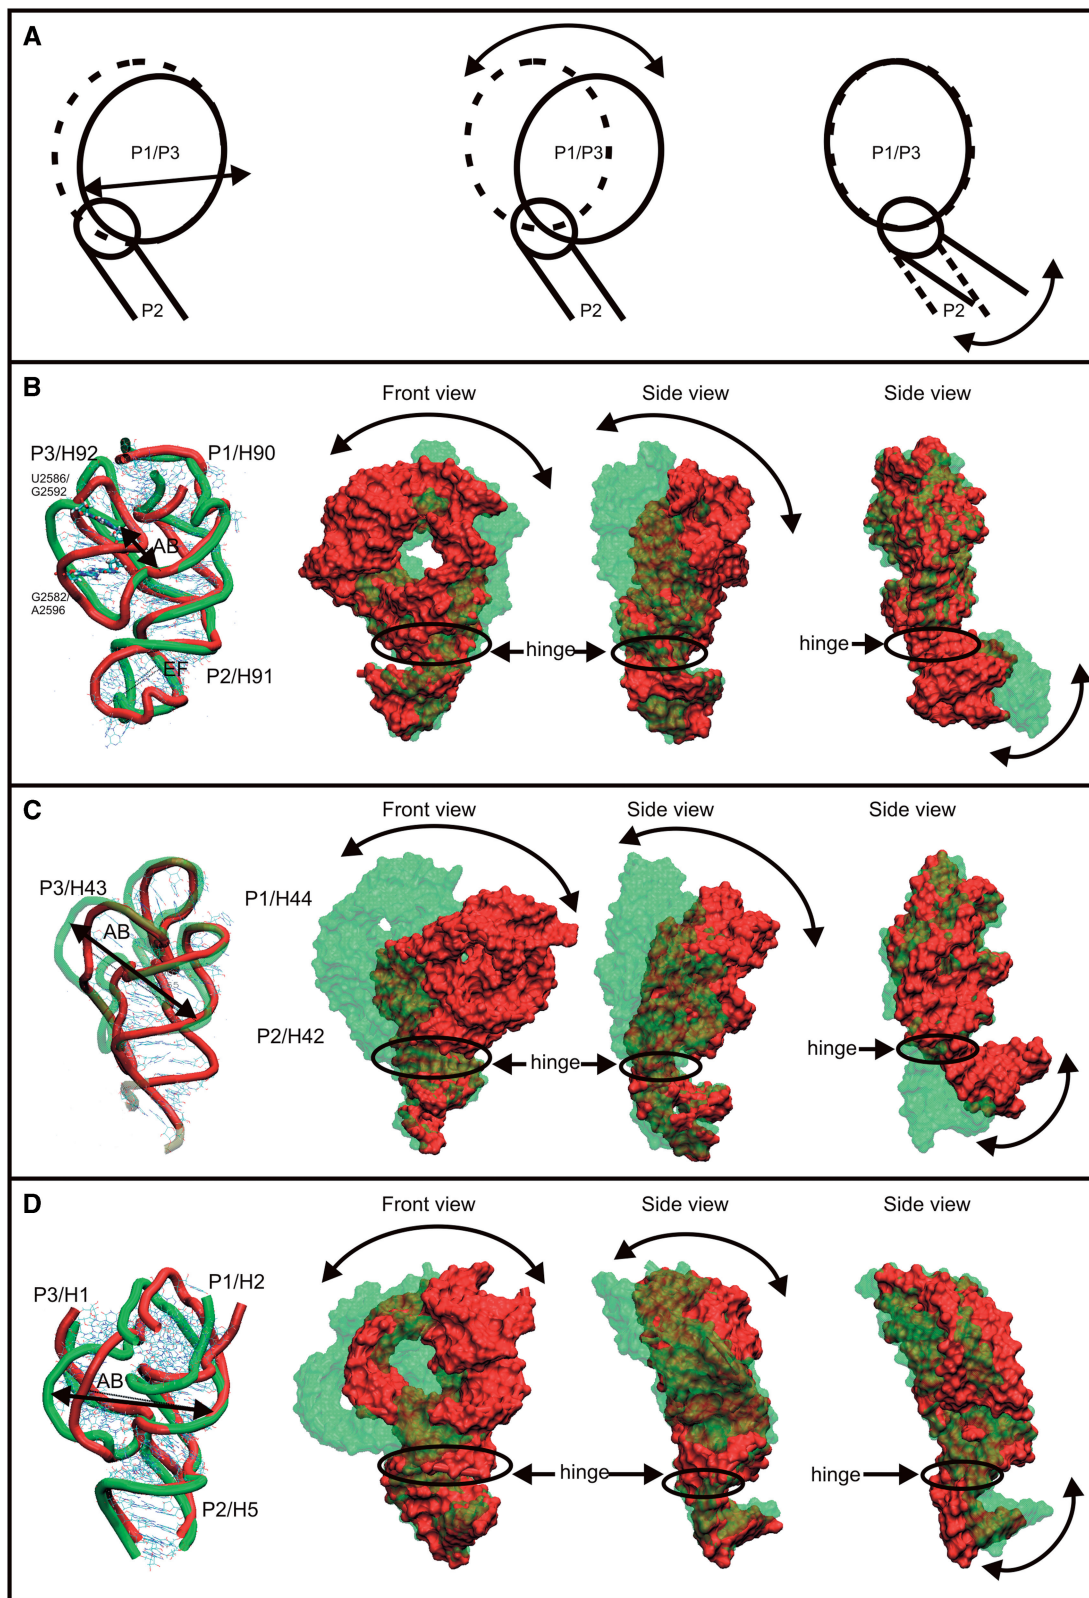 A
P1/P3
P1/P3
P1/P3
P2
P2
P2
B
Front view
Side view
Side view
P3/H92
P1/H90
U2586/
G2592
AB
G2582/
A2596
EF
P2/H91
hinge
hinge
C
Front view
Side view
Side view
P3/H43
P1/H44
AB
P2/H42
hinge
hinge
D
Front view
Side view
Side view
P3/H1
P1/H2
AB
P2/H5
hinge
hinge